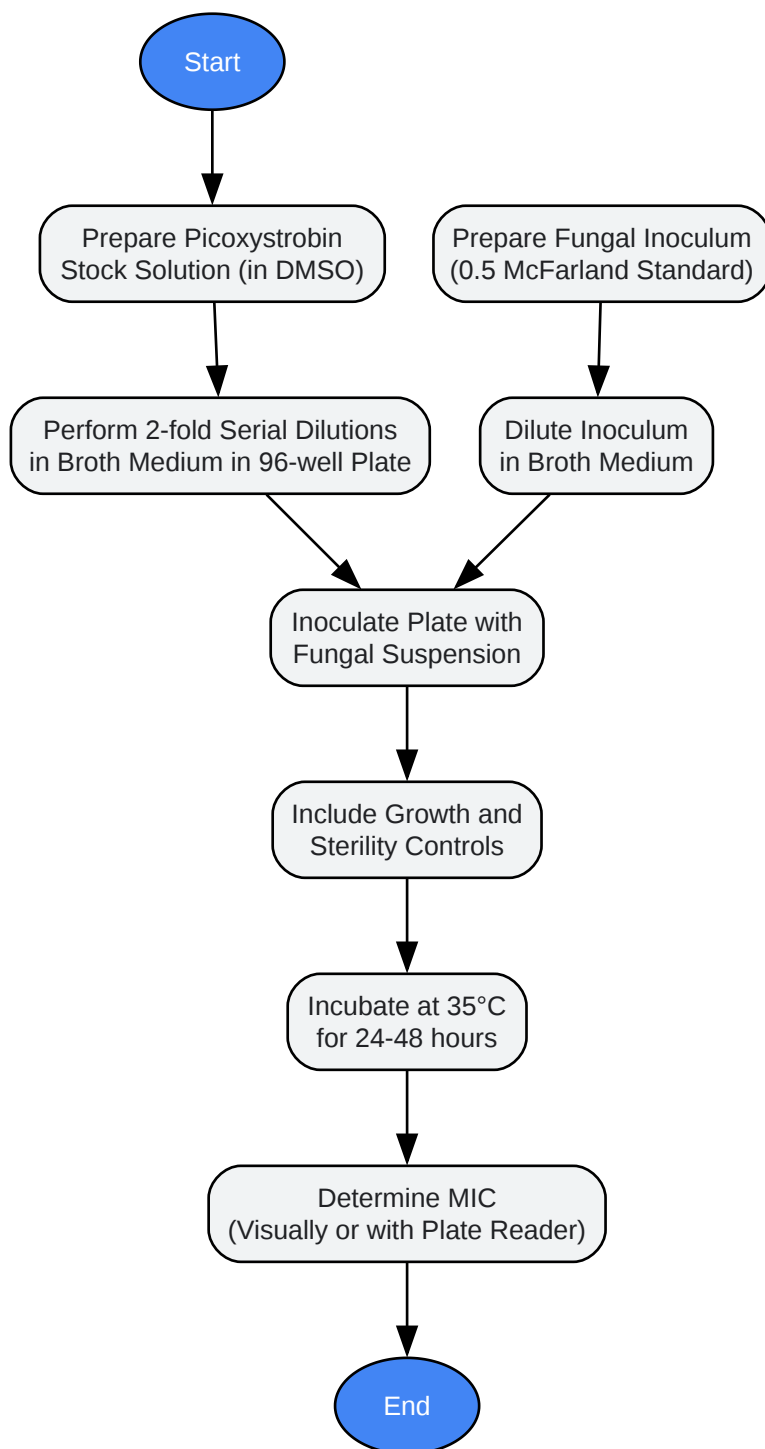 Start
Prepare Picoxystrobin
Stock Solution (in DMSO)
Prepare Fungal Inoculum
(0.5 McFarland Standard)
Perform 2-fold Serial Dilutions
in Broth Medium in 96-well Plate
Dilute Inoculum
in Broth Medium
Inoculate Plate with
Fungal Suspension
Include Growth and
Sterility Controls
Incubate at 35°C
for 24-48 hours
Determine MIC
(Visually or with Plate Reader)
End